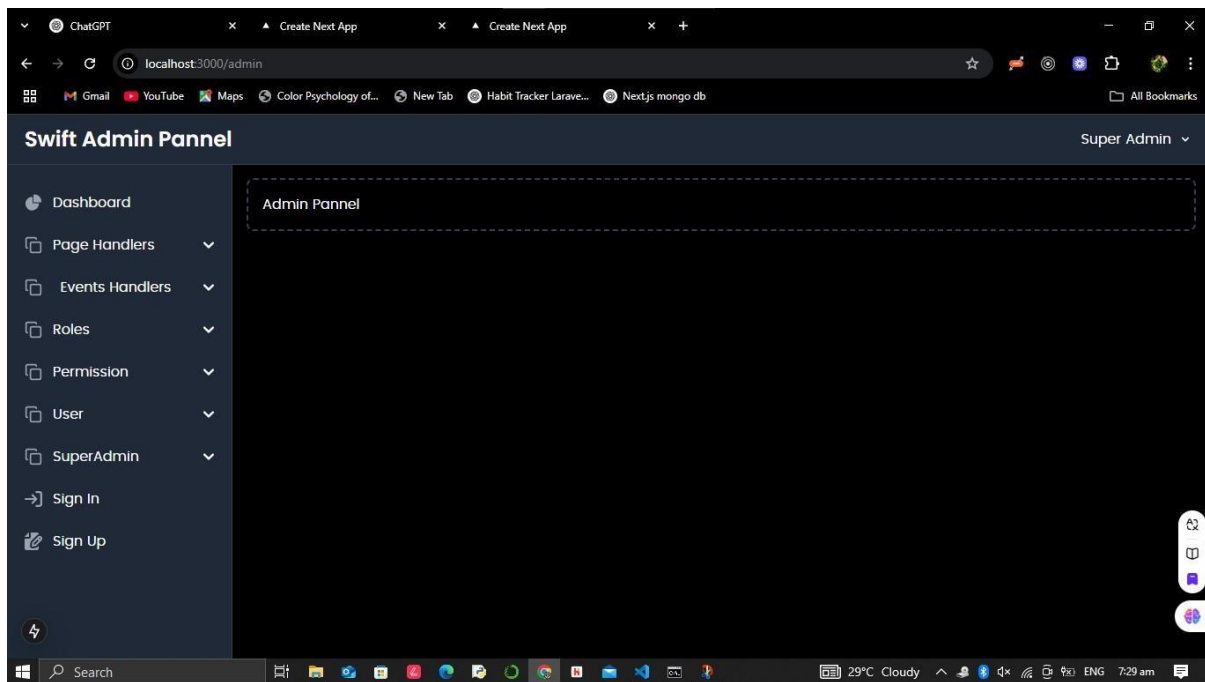 ChatGPT
Create Next App
Create Next App
localhost:3000/admin
Gmail YouTube Maps Color Psychology of... New Tab Habit Tracker Larave... Next.js mongo db All Bookmarks
Swift Admin Pannel
Super Admin
Dashboard
Admin Pannel
Page Handlers
Events Handlers
Roles
Permission
User
SuperAdmin
Sign In
Sign Up
Search
29°C Cloudy
ENG
7:29 am